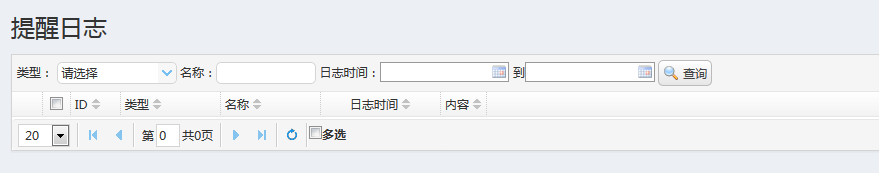 提醒日志
类型： 请选择 名称： 日志时间： 到 查询
ID 类型 名称 日志时间 内容
20 第 0 共0页 多选